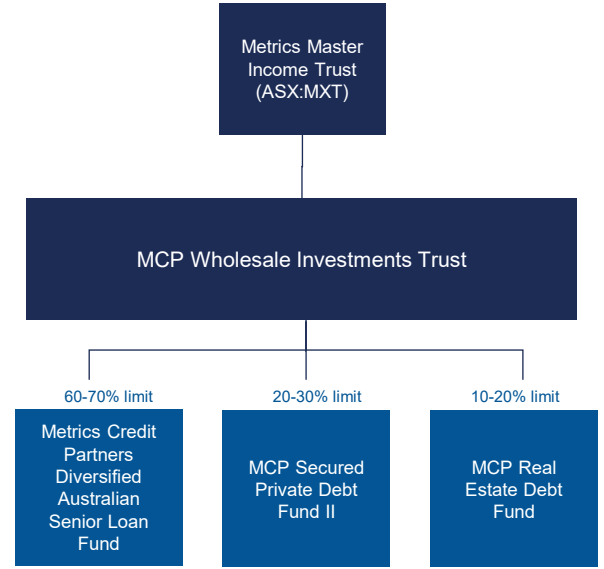 Metrics Master
Income Trust
(ASX:MXT)
MCP Wholesale Investments Trust
60-70% limit
20-30% limit
10-20% limit
Metrics Credit
Partners
Diversified
Australian
Senior Loan
Fund
MCP Secured
Private Debt
Fund II
MCP Real
Estate Debt
Fund